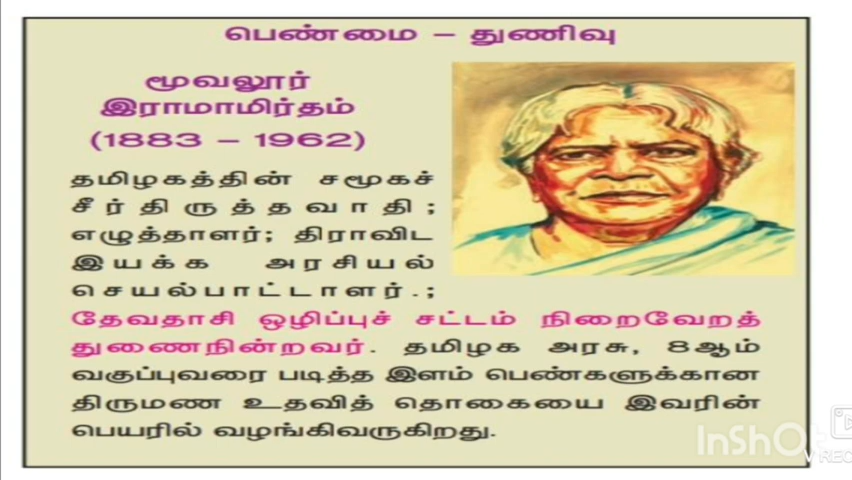 பெண்மை – துணிவு
மூவலூர்
இராமாமிர்தம்
(1883 – 1962)
தமிழகத்தின் சமூகச்
சீர்திருத்தவாதி;
எழுத்தாளர்; திராவிட
இயக்க அரசியல்
செயல்பாட்டாளர்.;
தேவதாசி ஒழிப்புச் சட்டம் நிறைவேறத்
துணைநின்றவர். தமிழக அரசு, 8ஆம்
வகுப்புவரை படித்த இளம் பெண்களுக்கான
திருமண உதவித் தொகையை இவரின்
பெயரில் வழங்கிவருகிறது.
InShOt
V REC